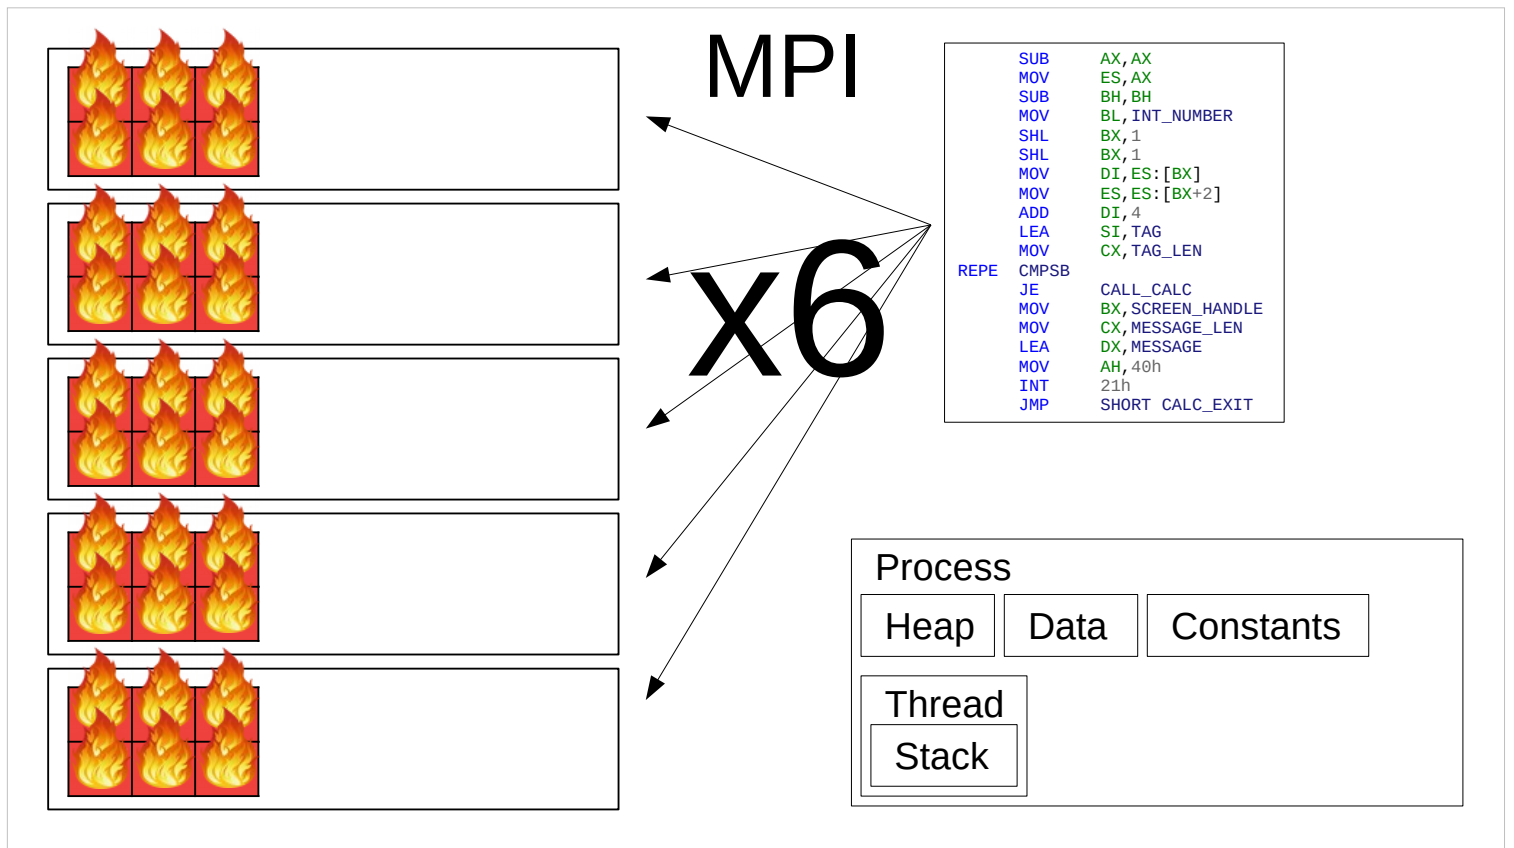 MPI
x6
SUB AX,AX
MOV ES,AX
SUB BH,BH
MOV BL,INT_NUMBER
SHL BX,1
SHL BX,1
MOV DI,ES:[BX]
MOV ES,ES:[BX+2]
ADD DI,4
LEA SI,TAG
MOV CX,TAG_LEN
REPE CMPSB
JE CALL_CALC
MOV BX,SCREEN_HANDLE
MOV CX,MESSAGE_LEN
LEA DX,MESSAGE
MOV AH,40h
INT 21h
JMP SHORT CALC_EXIT
Process
Heap Data Constants
Thread
Stack